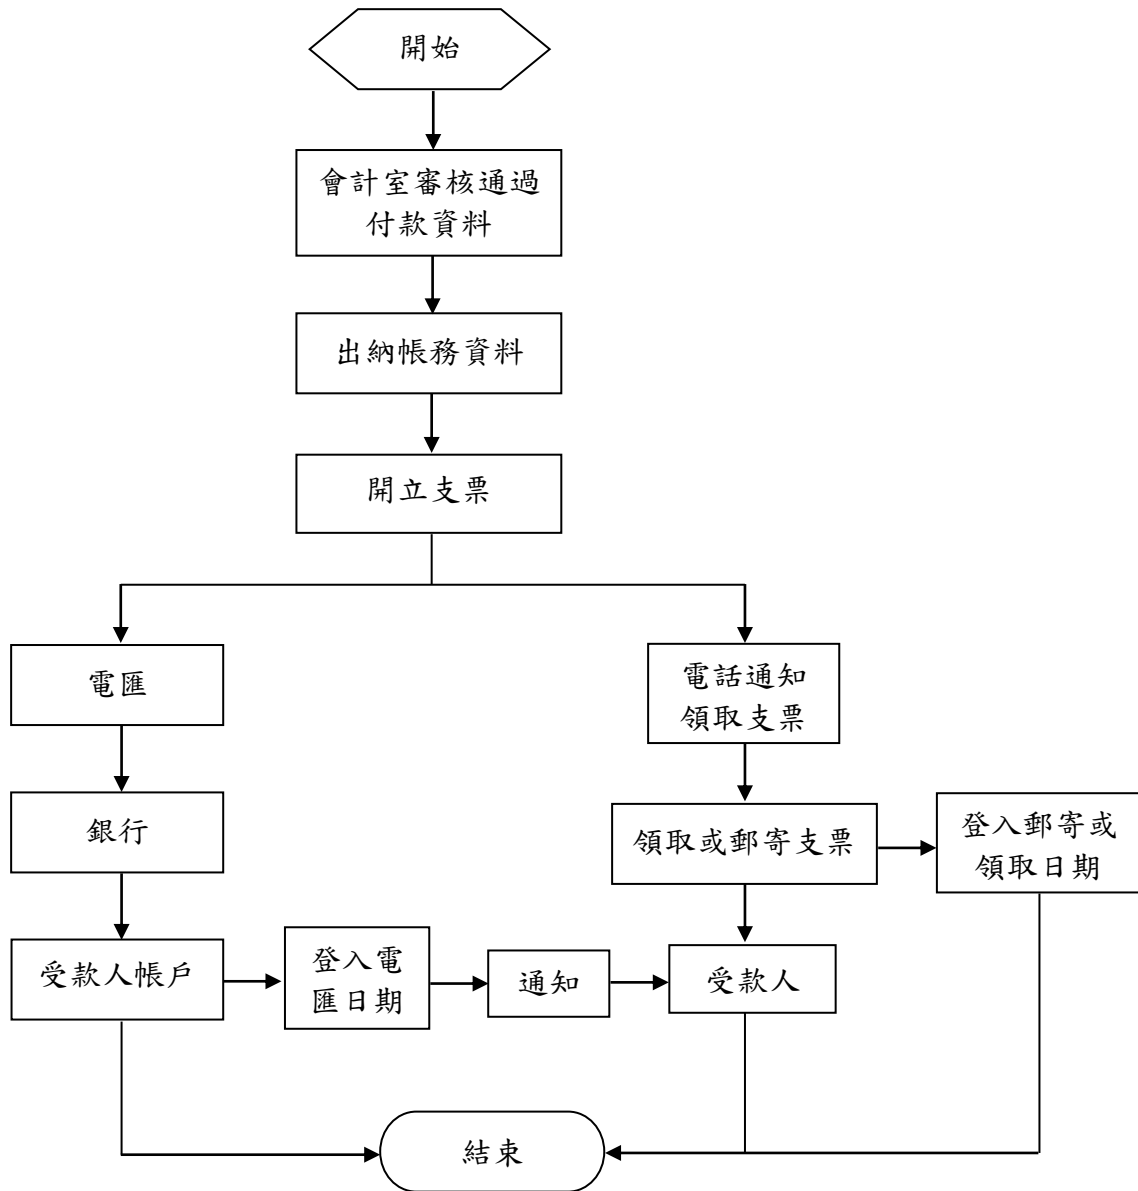 開始
會計室審核通過
付款資料
出納帳務資料
開立支票
電匯
電話通知
領取支票
銀行
領取或郵寄支票
登入郵寄或
領取日期
受款人帳戶
登入電
匯日期
通知
受款人
結束